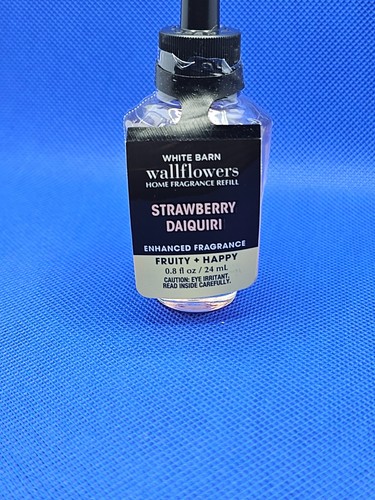 WHITE BARN
wallflowers
HOME FRAGRANCE REFILL
STRAWBERRY
DAIQUIRI
ENHANCED FRAGRANCE
FRUITY + HAPPY
0.8 fl oz / 24 mL
CAUTION: EYE IRRITANT.
READ INSIDE CAREFULLY.